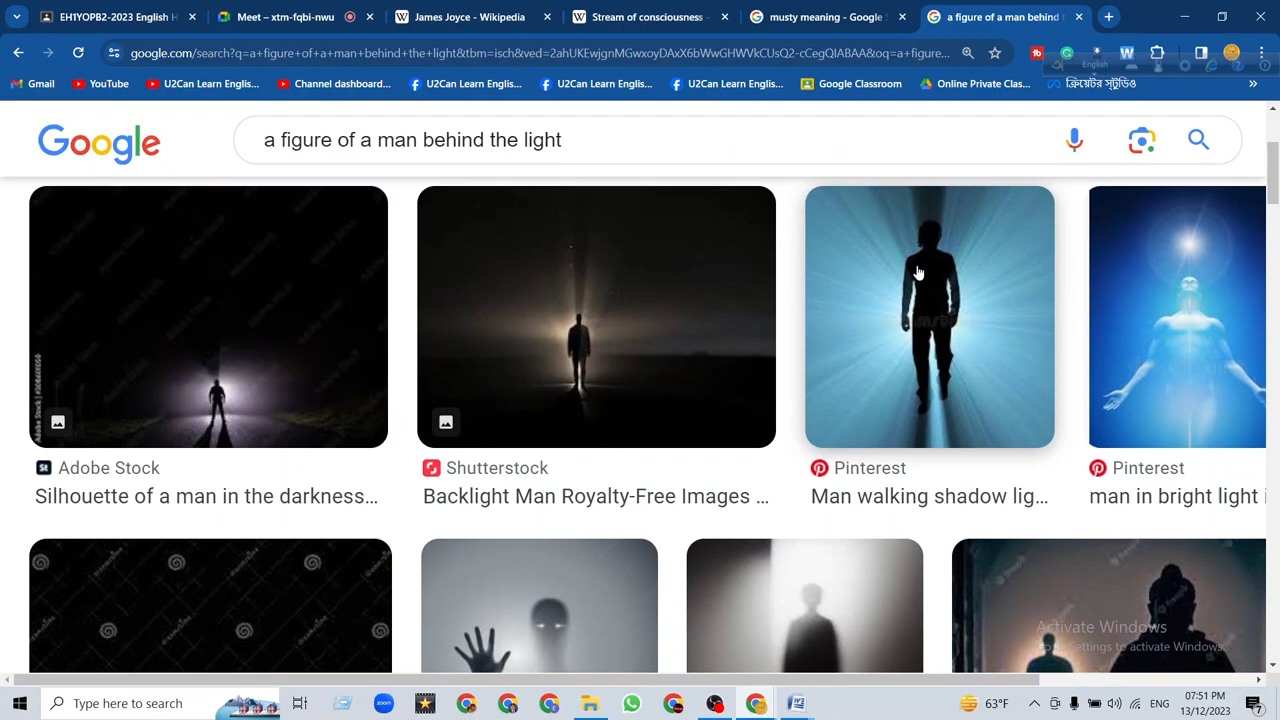 EH1YOPB2-2023 English H
Meet – xtm-fqbi-nwu
James Joyce - Wikipedia
Stream of consciousness -
musty meaning - Google S
a figure of a man behind t
google.com/search?q=a+figure+of+a+man+behind+the+light&tbm=isch&ved=2ahUKEwjgnMGwxoyDAxX6bWwGHWVkCUsQ2-cCegQIABAA&oq=a+figure...
English
Gmail
YouTube
U2Can Learn Englis...
Channel dashboard...
U2Can Learn Englis...
U2Can Learn Englis...
U2Can Learn Englis...
Google Classroom
Online Private Clas...
ক্রিয়েটর স্টুডিও
Google
a figure of a man behind the light
Adobe Stock
Silhouette of a man in the darkness...
Shutterstock
Backlight Man Royalty-Free Images ...
Pinterest
Man walking shadow lig...
Pinterest
man in bright light i
Activate Windows
Go to Settings to activate Windows.
Type here to search
zoom
63°F
ENG
07:51 PM
13/12/2023
7